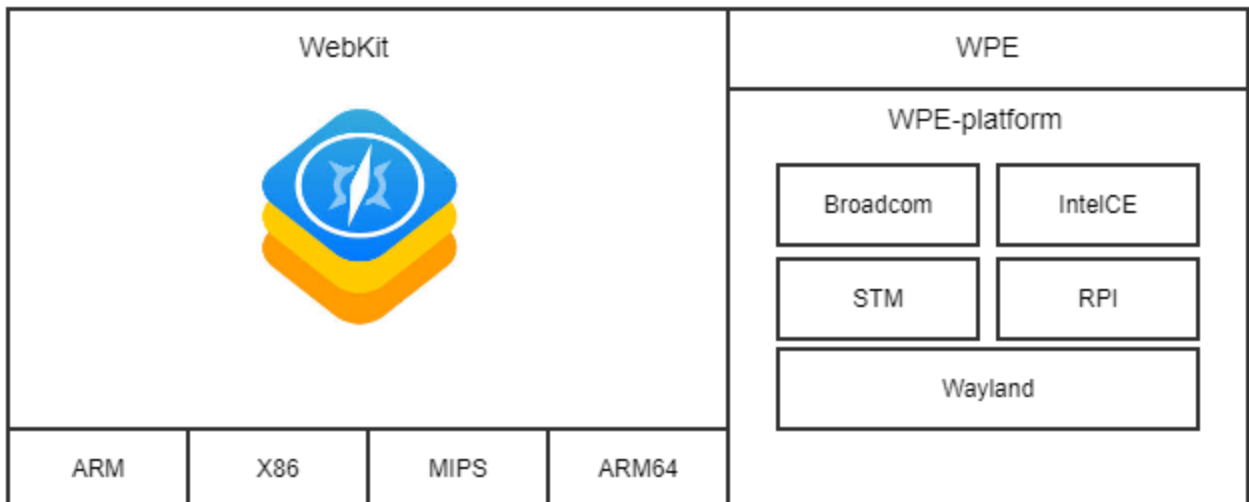 WebKit
WPE
WPE-platform
Broadcom
IntelCE
STM
RPI
Wayland
ARM
X86
MIPS
ARM64